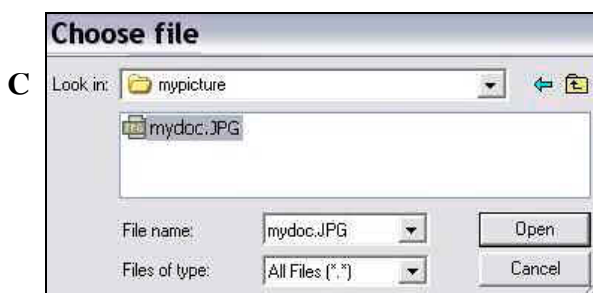 Choose file
C
Look in: mypicture
mydoc.JPG
File name: mydoc.JPG Open
Files of type: All Files (*.*) Cancel